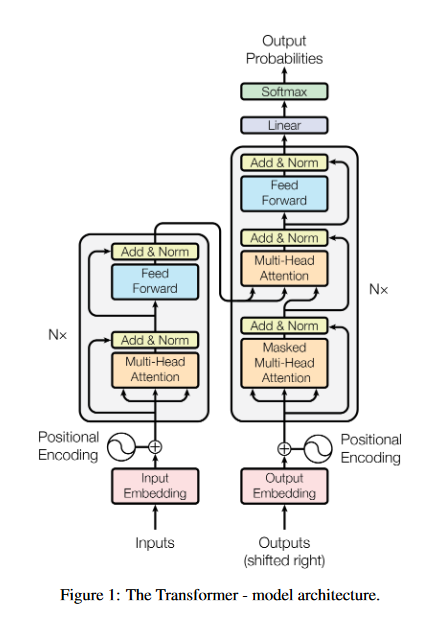 Output
Probabilities
Softmax
Linear
Add & Norm
Feed
Forward
Add & Norm
Multi-Head
Attention
Add & Norm
Masked
Multi-Head
Attention
Nx
Add & Norm
Feed
Forward
Add & Norm
Multi-Head
Attention
Nx
Positional
Encoding
Positional
Encoding
Input
Embedding
Output
Embedding
Inputs
Outputs
(shifted right)
Figure 1: The Transformer - model architecture.